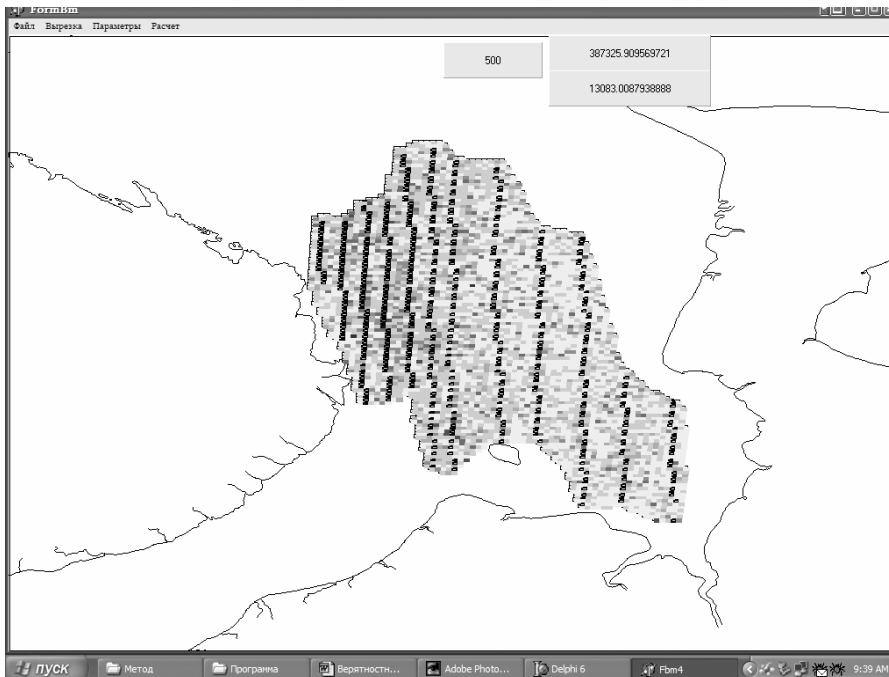 FormBm
Файл Вырезка Параметры Расчет
500
387325.909569721
13083.0087938888
пуск Метод Программа Вероятностн... Adobe Photo... Delphi 6 Fbm4 9:39 AM